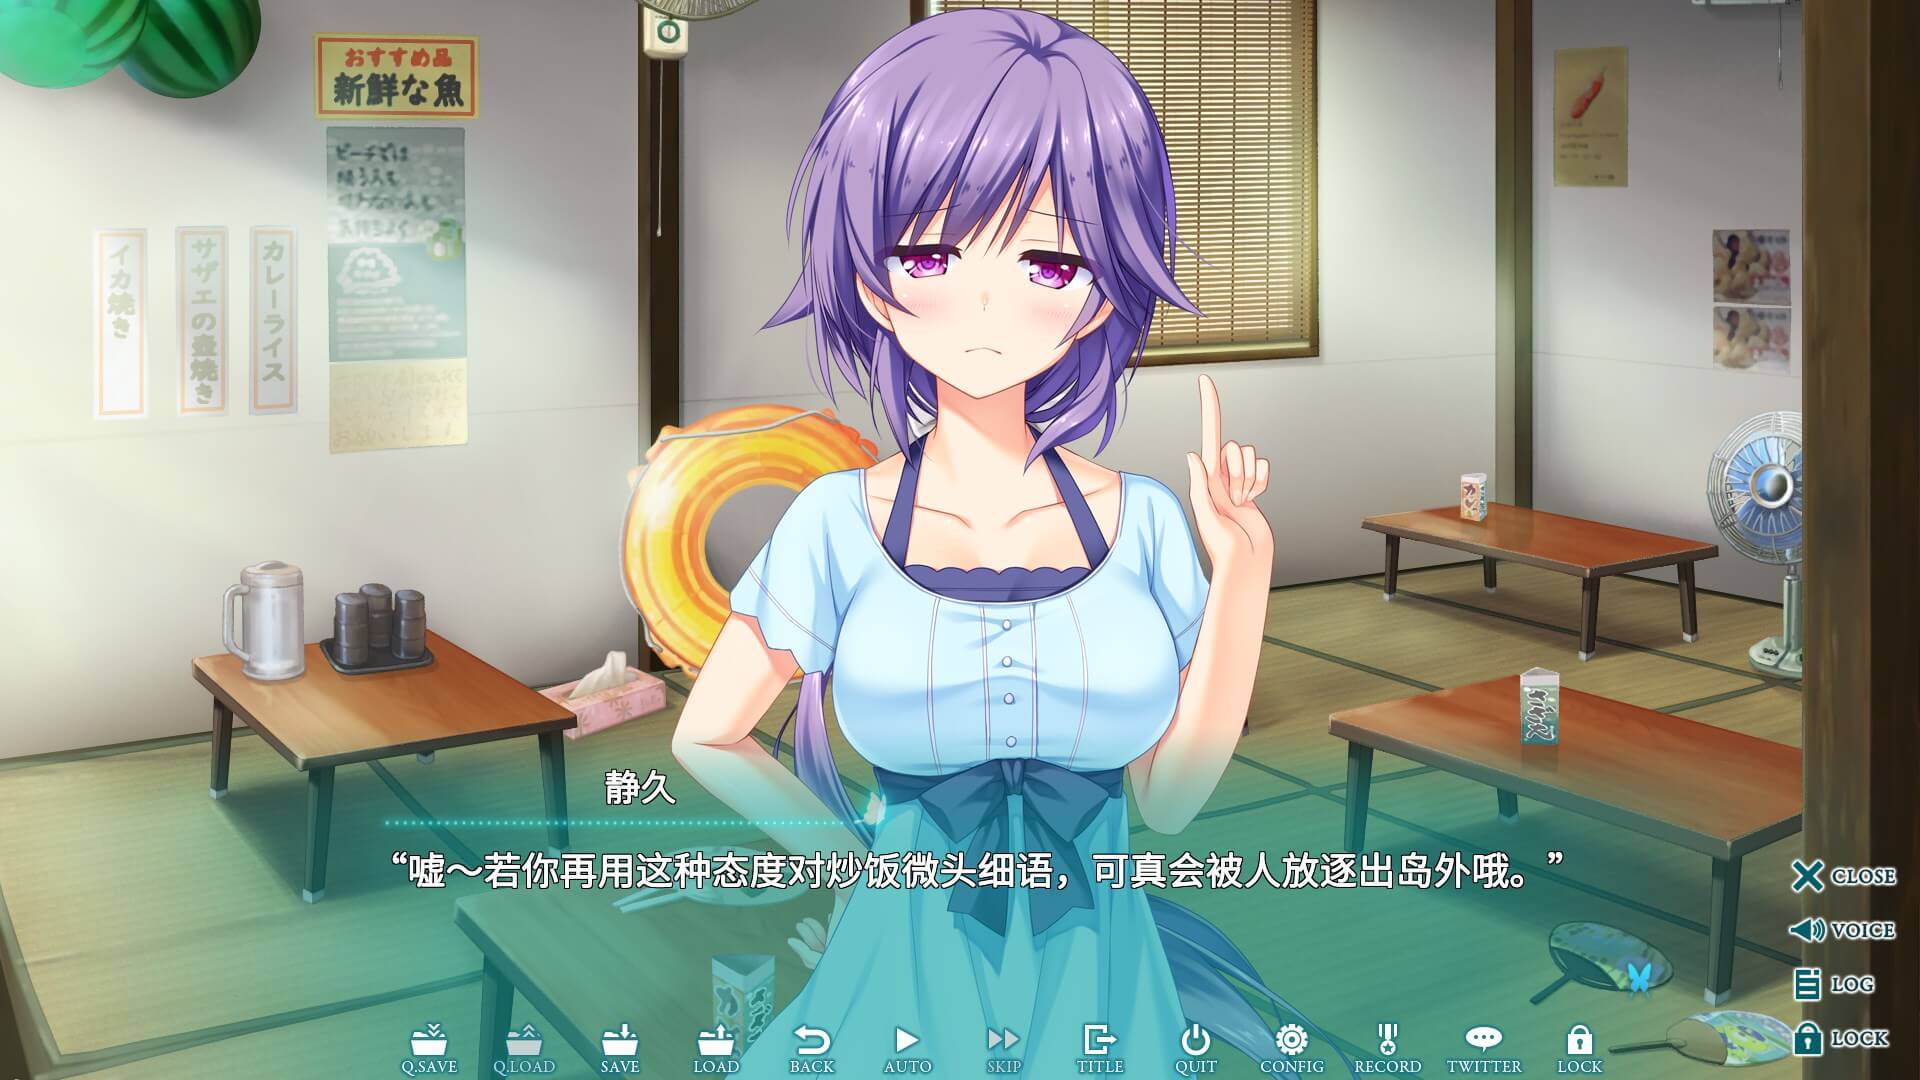 おすすめ品
新鮮な魚
イカ焼き
サザエの壺焼き
カレーライス
静久
“嘘～若你再用这种态度对炒饭微头细语，可真会被人放逐出岛外哦。”
CLOSE
VOICE
LOG
LOCK
Q.SAVE
Q.LOAD
SAVE
LOAD
BACK
AUTO
SKIP
TITLE
QUIT
CONFIG
RECORD
TWITTER
LOCK